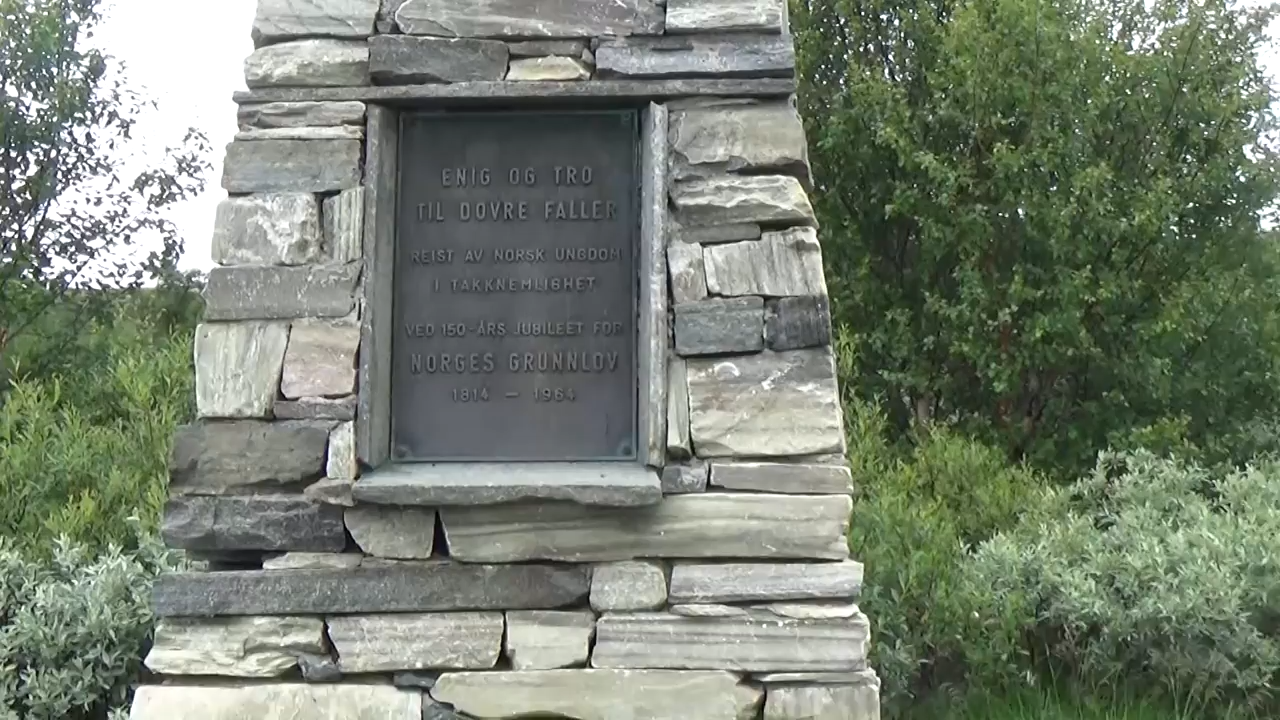 ENIG OG TRO
TIL DOVRE FALLER
REIST AV NORSK UNGDOM
I TAKKNEMLIGHET
VED 150-ÅRS JUBILEET FOR
NORGES GRUNNLOV
1814 — 1964